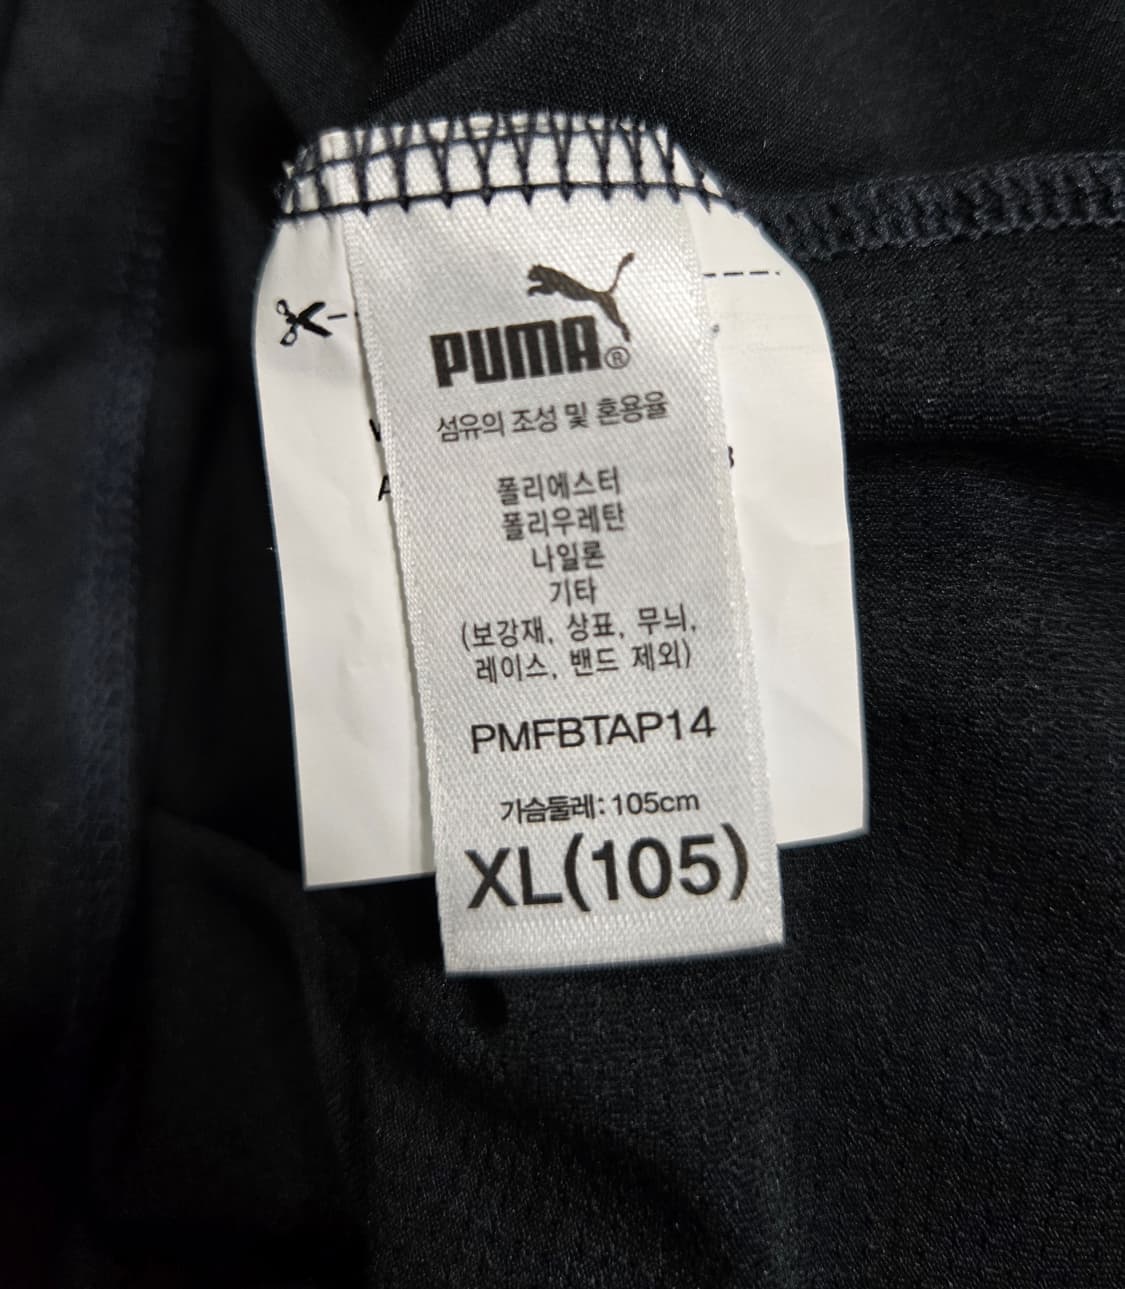 PUMA®
섬유의 조성 및 혼용율
폴리에스터
폴리우레탄
나일론
기타
(보강재, 상표, 무늬,
레이스, 밴드 제외)
PMFBTAP14
가슴둘레: 105cm
XL(105)